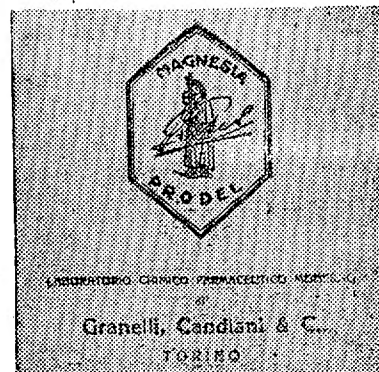 MAGNESIA
PRODEL
LABORATORIO CHIMICO FARMACEUTICO
di
Granelli, Candiani & C.
TORINO